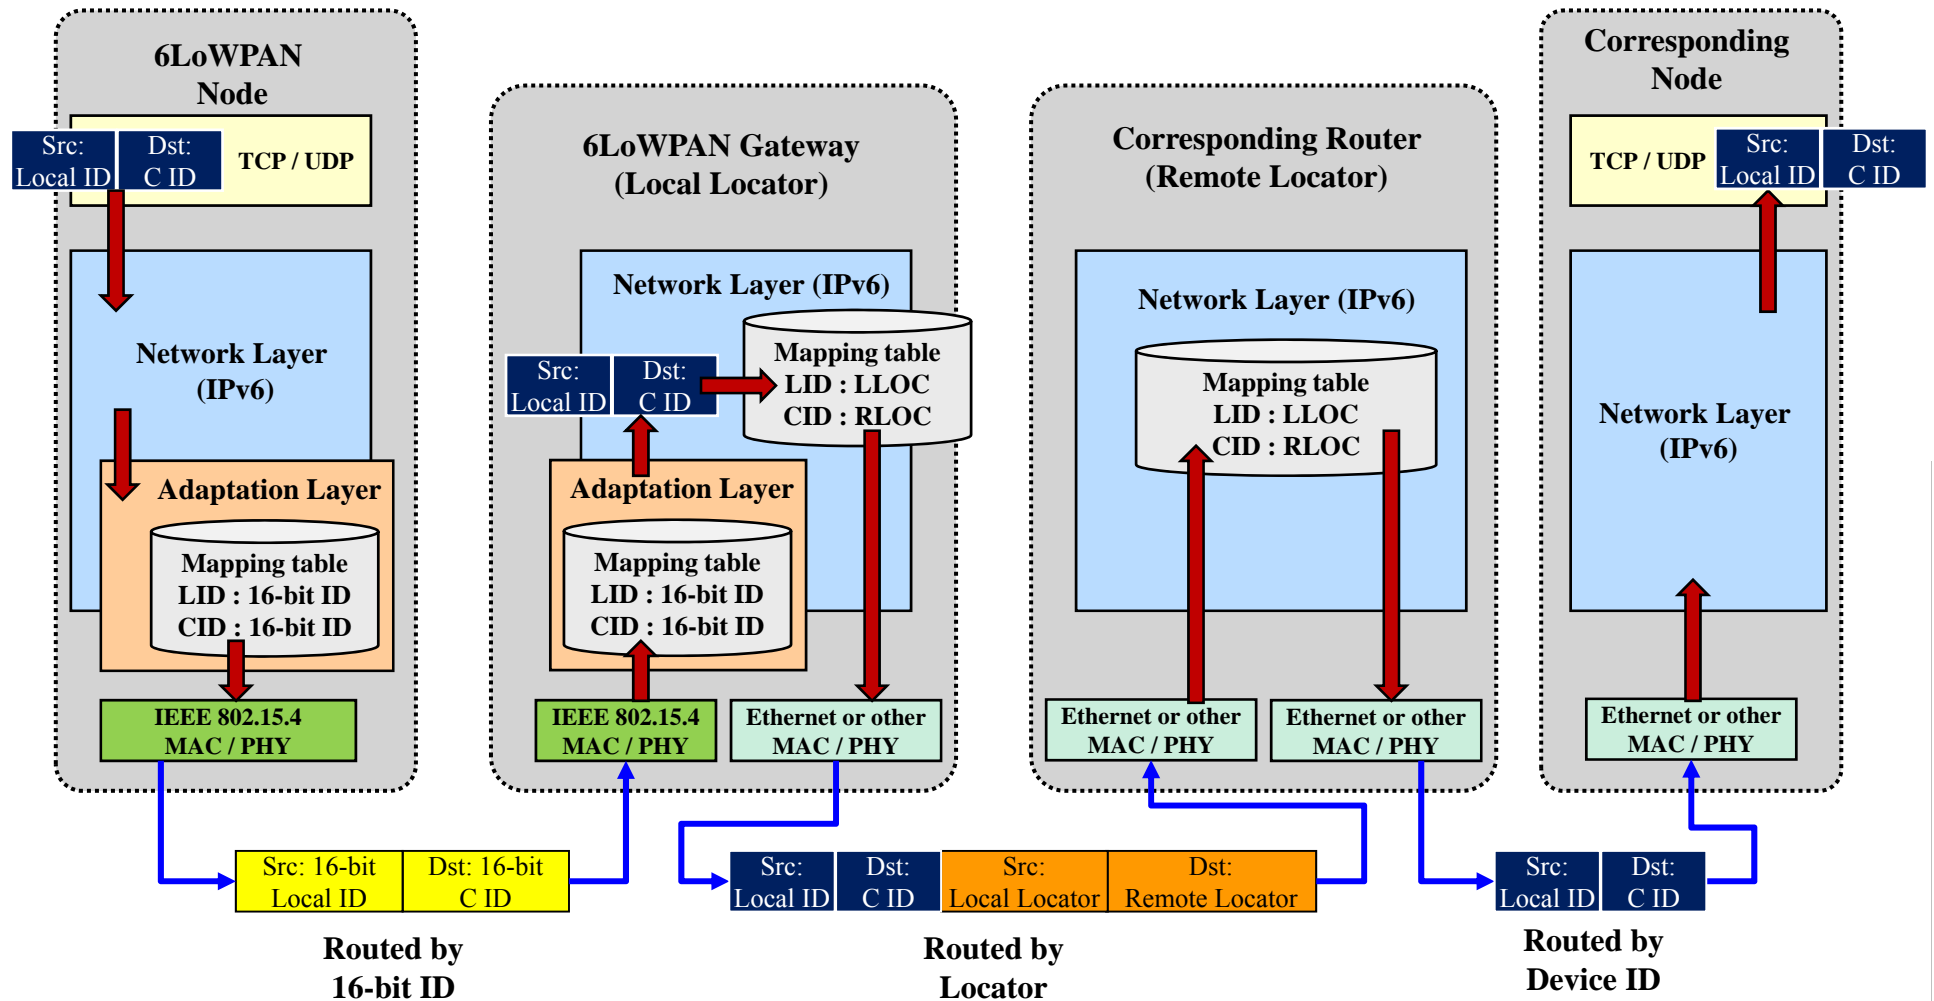 6LoWPAN
Node
Src:
Local ID
Dst:
C ID
TCP / UDP
Network Layer
(IPv6)
Adaptation Layer
Mapping table
LID : 16-bit ID
CID : 16-bit ID
IEEE 802.15.4
MAC / PHY
6LoWPAN Gateway
(Local Locator)
Network Layer (IPv6)
Mapping table
LID : LLOC
CID : RLOC
Src:
Local ID
Dst:
C ID
Adaptation Layer
Mapping table
LID : 16-bit ID
CID : 16-bit ID
IEEE 802.15.4
MAC / PHY
Ethernet or other
MAC / PHY
Corresponding Router
(Remote Locator)
Network Layer (IPv6)
Mapping table
LID : LLOC
CID : RLOC
Ethernet or other
MAC / PHY
Ethernet or other
MAC / PHY
Corresponding
Node
TCP / UDP
Src:
Local ID
Dst:
C ID
Network Layer
(IPv6)
Ethernet or other
MAC / PHY
Src: 16-bit
Local ID
Dst: 16-bit
C ID
Routed by
16-bit ID
Src:
Local ID
Dst:
C ID
Src:
Local Locator
Dst:
Remote Locator
Routed by
Locator
Src:
Local ID
Dst:
C ID
Routed by
Device ID